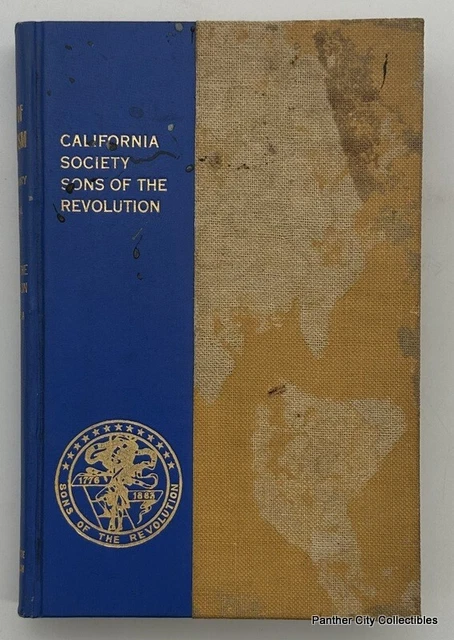 CALIFORNIA
SOCIETY
SONS OF THE
REVOLUTION
1776
1883
SONS OF THE REVOLUTION
Panther City Collectibles